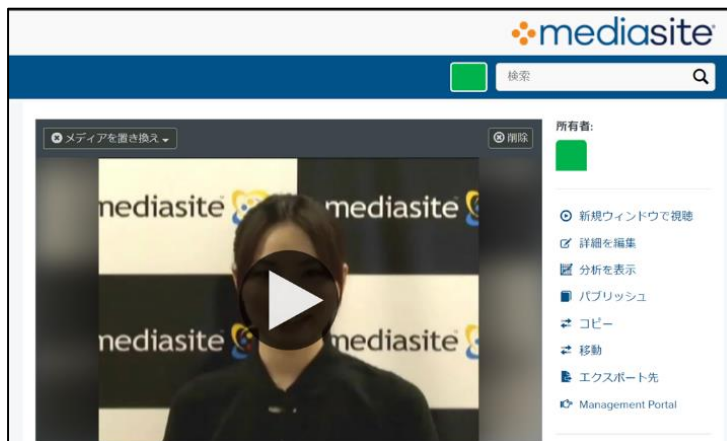 mediasite
検索
メディアを置き換え
削除
所有者:
新規ウィンドウで視聴
詳細を編集
分析を表示
パブリッシュ
コピー
移動
エクスポート先
Management Portal
mediasite mediasite
mediasite mediasite